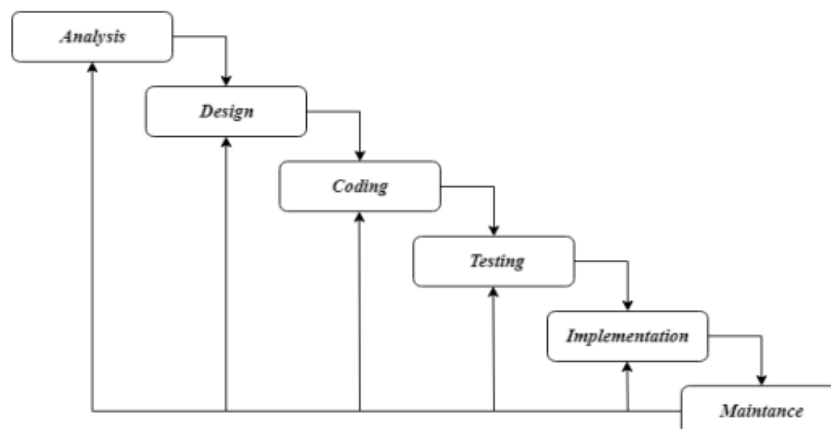 Analysis
Design
Coding
Testing
Implementation
Maintance